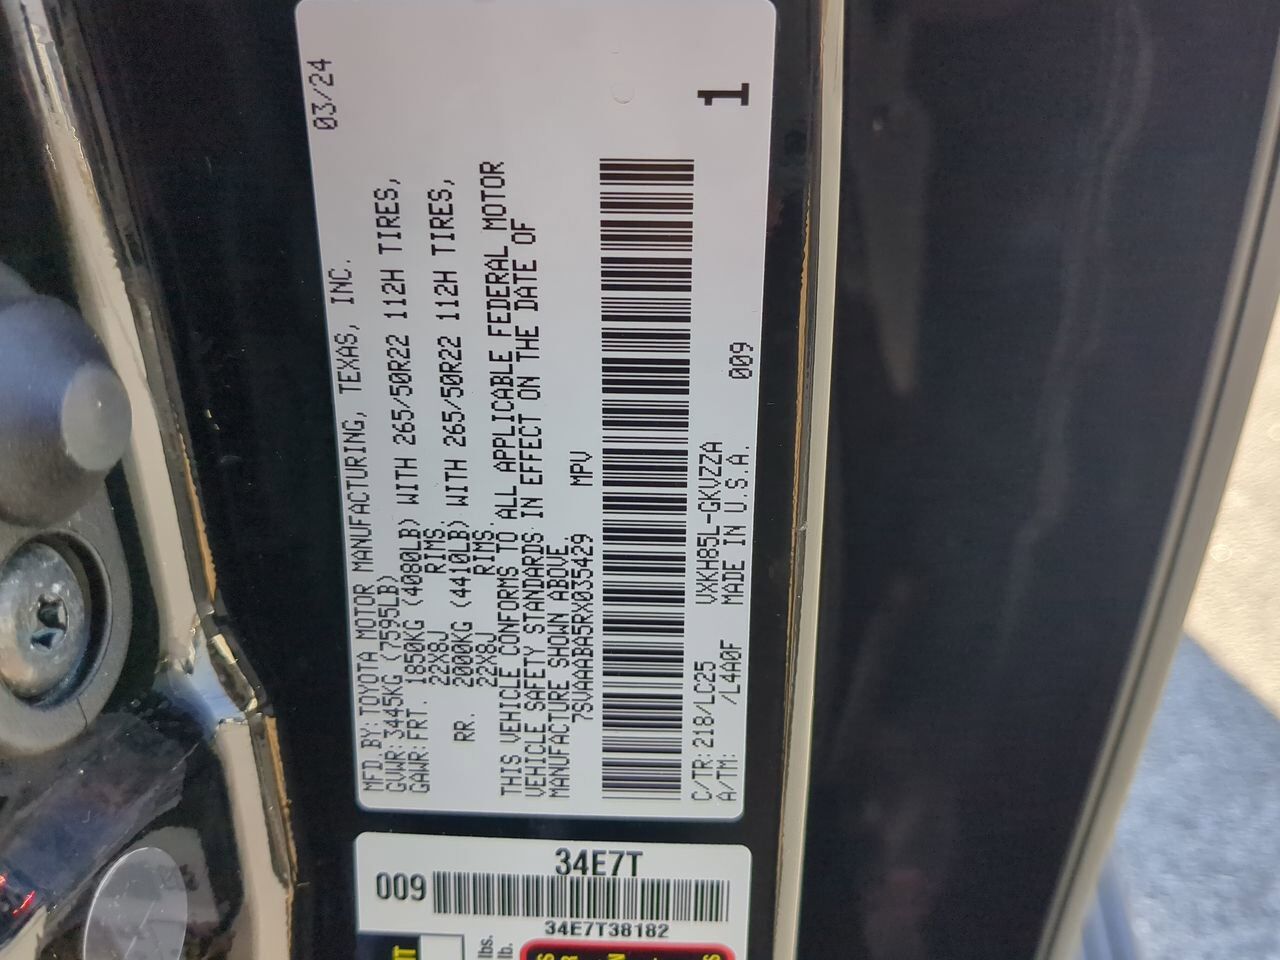 MFD.BY:TOYOTA MOTOR MANUFACTURING, TEXAS, INC. 03/24
GVWR:3445KG (7595LB)
GAWR:FRT. 1850KG (4080LB) WITH 265/50R22 112H TIRES,
22X8J RIMS.
RR. 2000KG (4410LB) WITH 265/50R22 112H TIRES,
22X8J RIMS.
THIS VEHICLE CONFORMS TO ALL APPLICABLE FEDERAL MOTOR
VEHICLE SAFETY STANDARDS IN EFFECT ON THE DATE OF
MANUFACTURE SHOWN ABOVE.
7SVAAABA5RX035429 MPV
C/TR:218/LC25 VXKH85L-GKVZZA
A/TM: /L4A0F MADE IN U.S.A. 009
1
34E7T
009
34E7T38182
lbs.
lb.